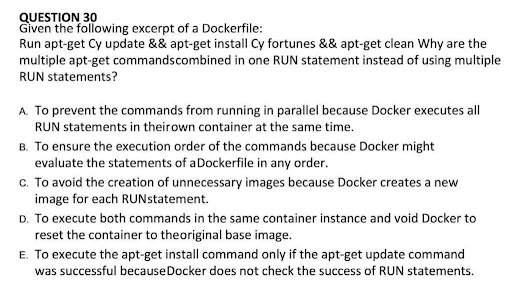 QUESTION 30
Given the following excerpt of a Dockerfile:
Run apt-get Cy update && apt-get install Cy fortunes && apt-get clean Why are the
multiple apt-get commandscombined in one RUN statement instead of using multiple
RUN statements?
A. To prevent the commands from running in parallel because Docker executes all
RUN statements in theirown container at the same time.
B. To ensure the execution order of the commands because Docker might
evaluate the statements of aDockerfile in any order.
C. To avoid the creation of unnecessary images because Docker creates a new
image for each RUNstatement.
D. To execute both commands in the same container instance and void Docker to
reset the container to theoriginal base image.
E. To execute the apt-get install command only if the apt-get update command
was successful becauseDocker does not check the success of RUN statements.